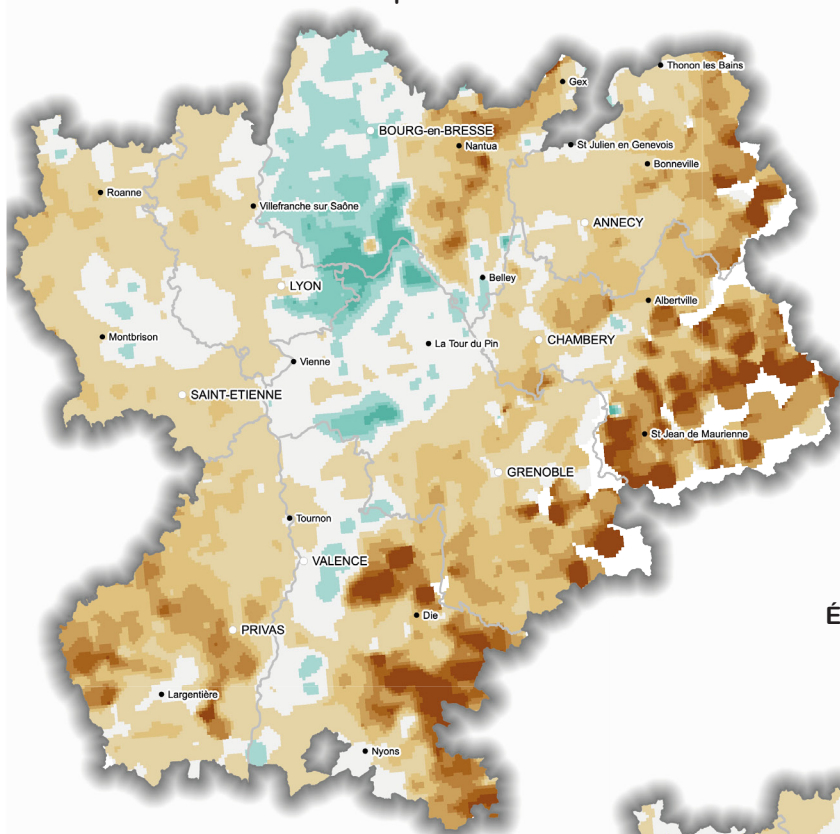 Thonon les Bains
Gex
BOURG-en-BRESSE
Nantua
St Julien en Genevois
Bonneville
Roanne
Villefranche sur Saône
ANNECY
LYON
Belley
Albertville
Montbrison
La Tour du Pin
CHAMBERY
Vienne
SAINT-ETIENNE
St Jean de Maurienne
GRENOBLE
Tournon
VALENCE
Die
É
PRIVAS
Largentière
Nyons